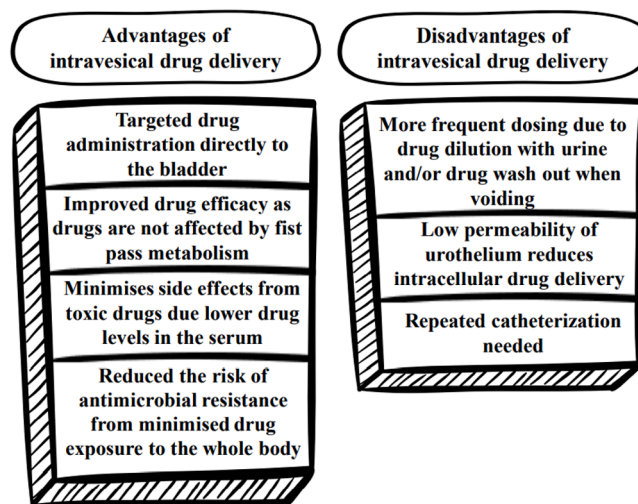 Advantages of
intravesical drug delivery
Targeted drug
administration directly to
the bladder
Improved drug efficacy as
drugs are not affected by fist
pass metabolism
Minimises side effects from
toxic drugs due lower drug
levels in the serum
Reduced the risk of
antimicrobial resistance
from minimised drug
exposure to the whole body
Disadvantages of
intravesical drug delivery
More frequent dosing due to
drug dilution with urine
and/or drug wash out when
voiding
Low permeability of
urothelium reduces
intracellular drug delivery
Repeated catheterization
needed